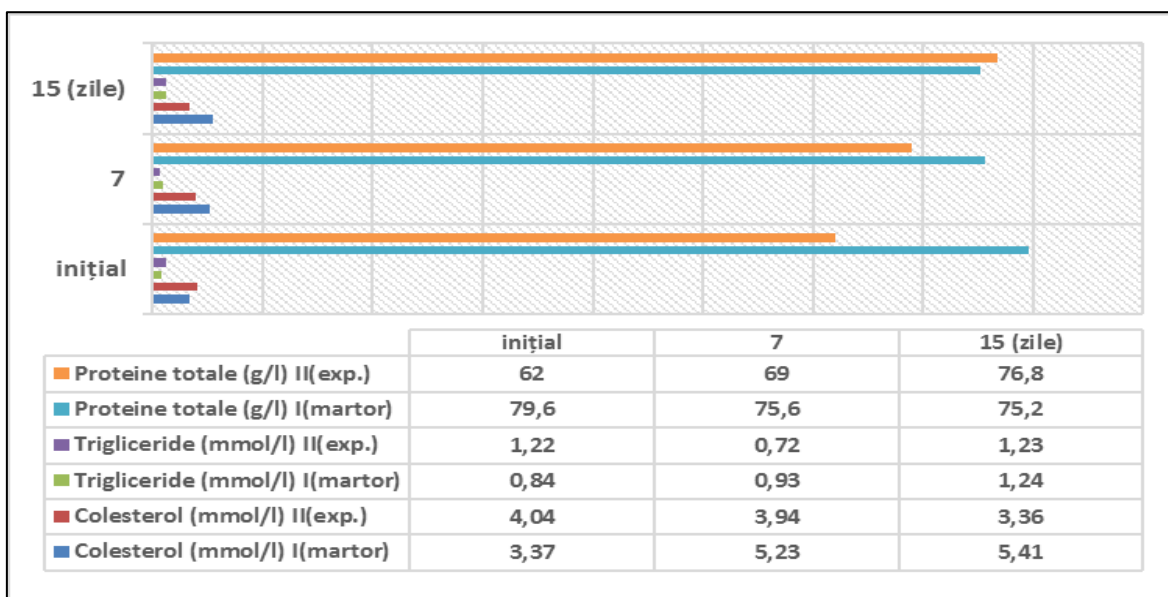 15 (zile)
7
inițial
inițial 7 15 (zile)
Proteine totale (g/l) II(exp.) 62 69 76,8
Proteine totale (g/l) I(martor) 79,6 75,6 75,2
Trigliceride (mmol/l) II(exp.) 1,22 0,72 1,23
Trigliceride (mmol/l) I(martor) 0,84 0,93 1,24
Colesterol (mmol/l) II(exp.) 4,04 3,94 3,36
Colesterol (mmol/l) I(martor) 3,37 5,23 5,41